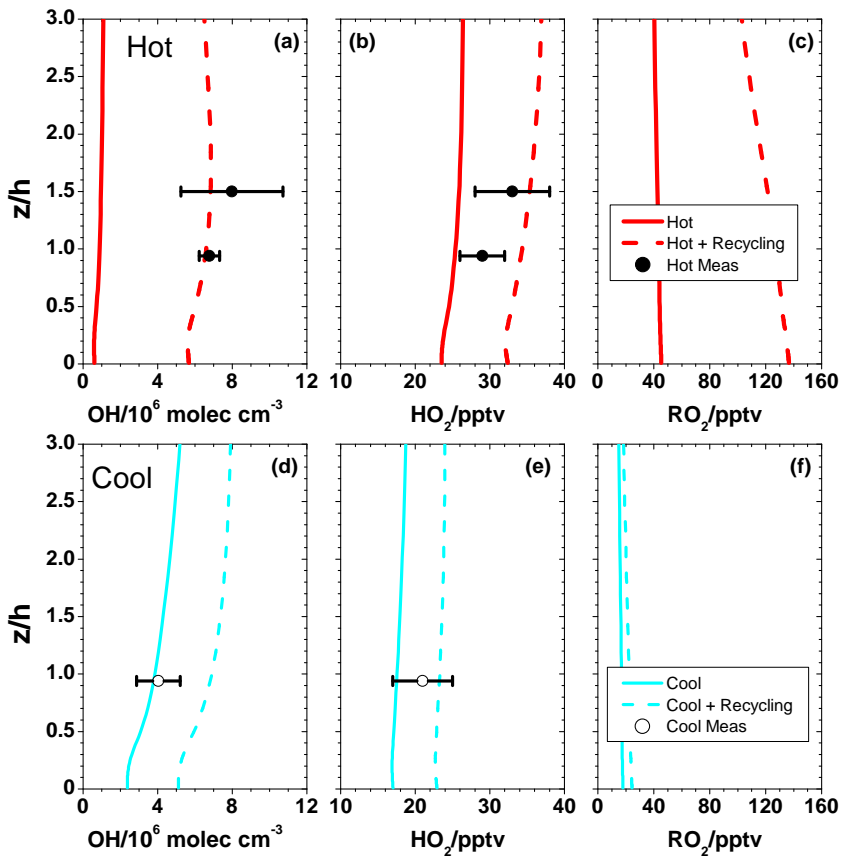 3.0
2.5
2.0
1.5
1.0
0.5
0
z/h
Hot
(a)
(b)
(c)
Hot
Hot + Recycling
Hot Meas
0 4 8 12
10 20 30 40
0 40 80 120 160
OH/10⁶ molec cm⁻³
HO₂/pptv
RO₂/pptv
3.0
2.5
2.0
1.5
1.0
0.5
0
z/h
Cool
(d)
(e)
(f)
Cool
Cool + Recycling
Cool Meas
0 4 8 12
10 20 30 40
0 40 80 120 160
OH/10⁶ molec cm⁻³
HO₂/pptv
RO₂/pptv